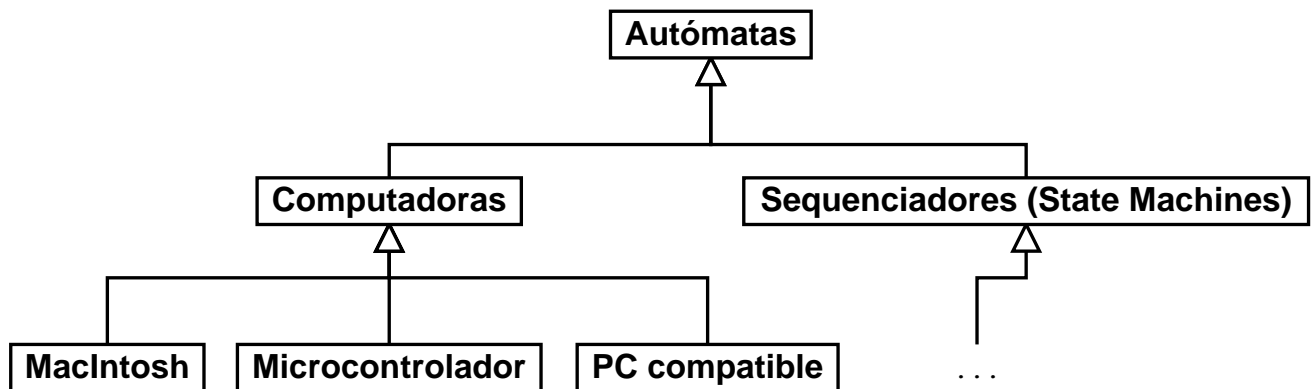 Autómatas
Computadoras
Sequenciadores (State Machines)
MacIntosh
Microcontrolador
PC compatible
. . .